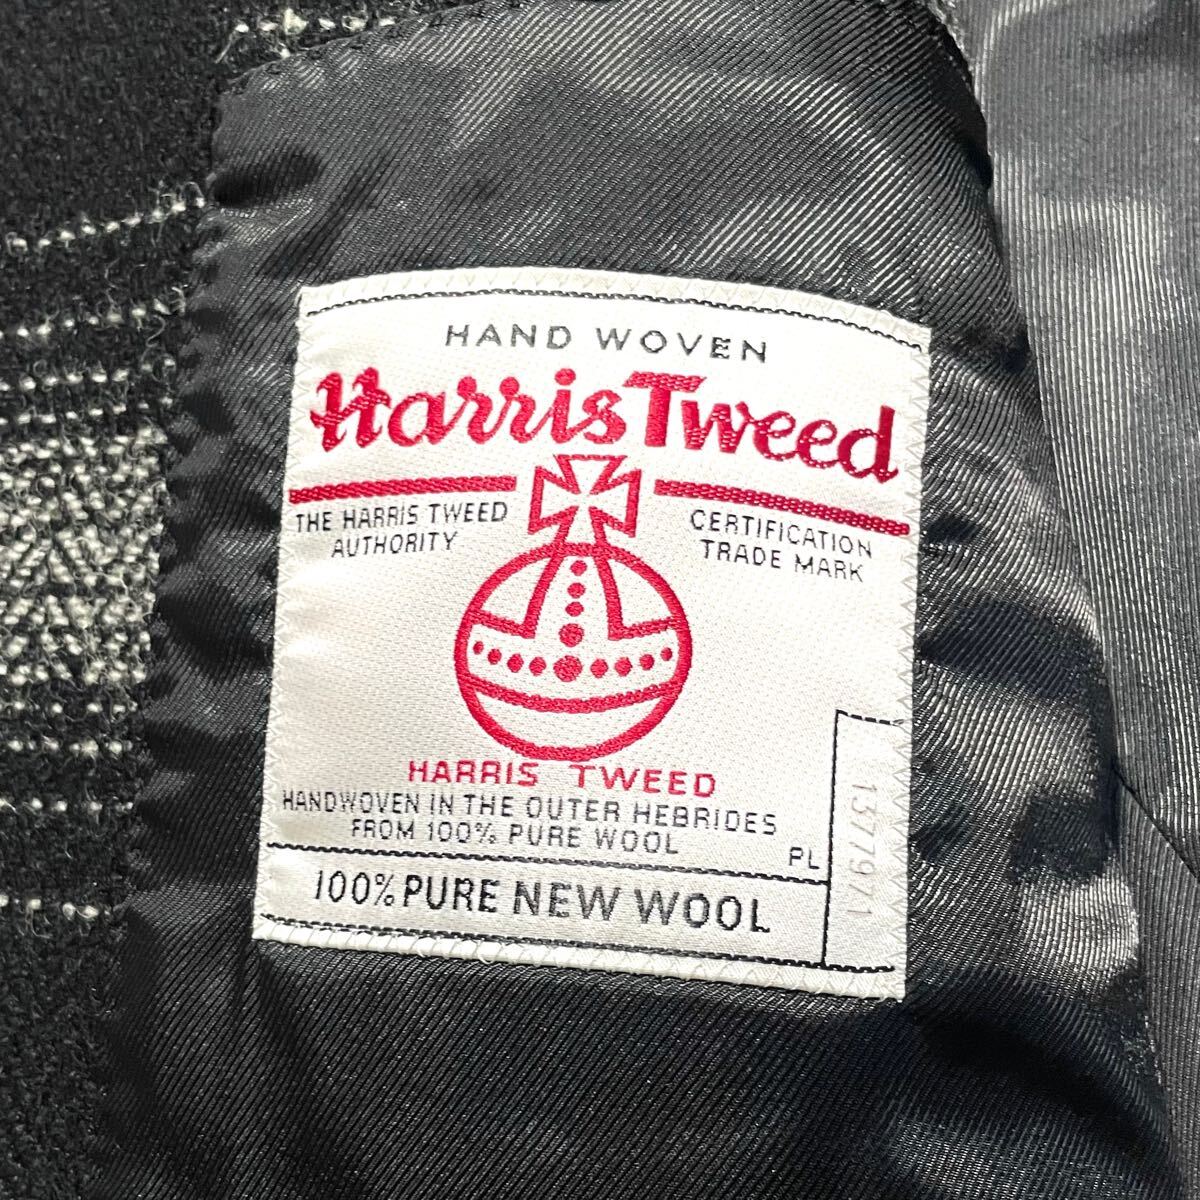 HAND WOVEN
Harris Tweed
THE HARRIS TWEED
AUTHORITY
CERTIFICATION
TRADE MARK
HARRIS TWEED
HANDWOVEN IN THE OUTER HEBRIDES
FROM 100% PURE WOOL
PL
100% PURE NEW WOOL